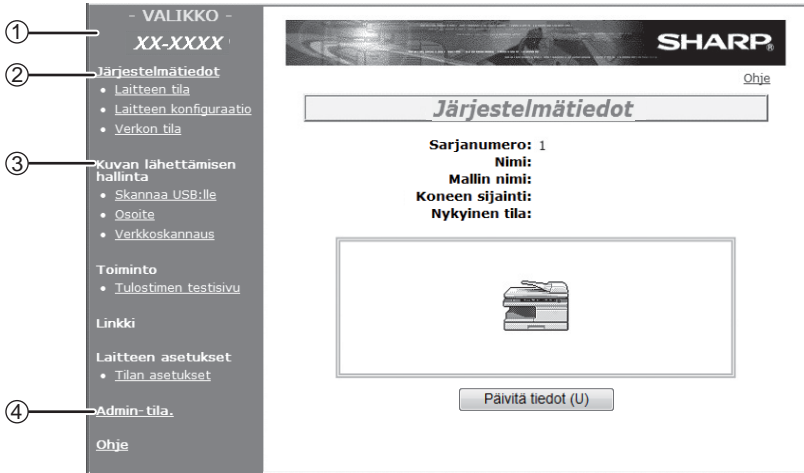 - VALIKKO -
① XX-XXXX
② Järjestelmätiedot
• Laitteen tila
• Laitteen konfiguraatio
• Verkon tila
③ Kuvan lähettämisen
hallinta
• Skannaa USB:lle
• Osoite
• Verkkoskannaus
Toiminto
• Tulostimen testisivu
Linkki
Laitteen asetukset
• Tilan asetukset
④ Admin-tila.
Ohje
SHARP®
Ohje
Järjestelmätiedot
Sarjanumero: 1
Nimi:
Mallin nimi:
Koneen sijainti:
Nykyinen tila:
Päivitä tiedot (U)